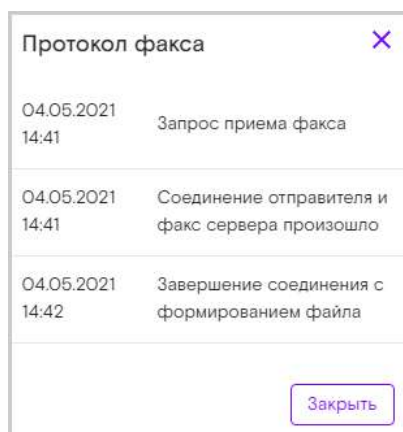 Протокол факса
04.05.2021
14:41
Запрос приема факса
04.05.2021
14:41
Соединение отправителя и
факс сервера произошло
04.05.2021
14:42
Завершение соединения с
формированием файла
Закрыть